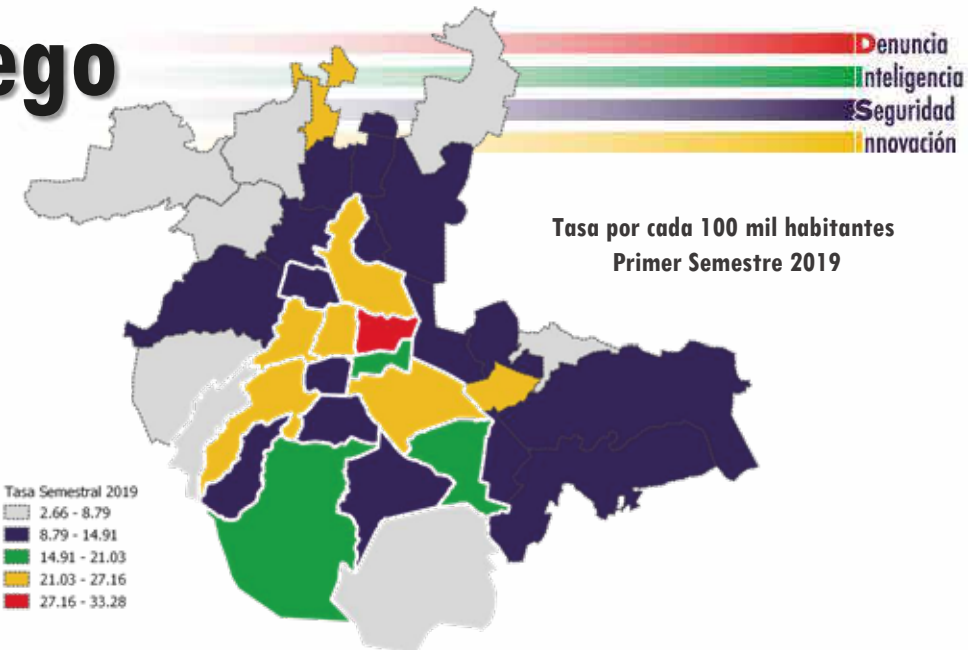 ego
Denuncia
Inteligencia
Seguridad
Innovación
Tasa por cada 100 mil habitantes
Primer Semestre 2019
Tasa Semestral 2019
2.66 - 8.79
8.79 - 14.91
14.91 - 21.03
21.03 - 27.16
27.16 - 33.28